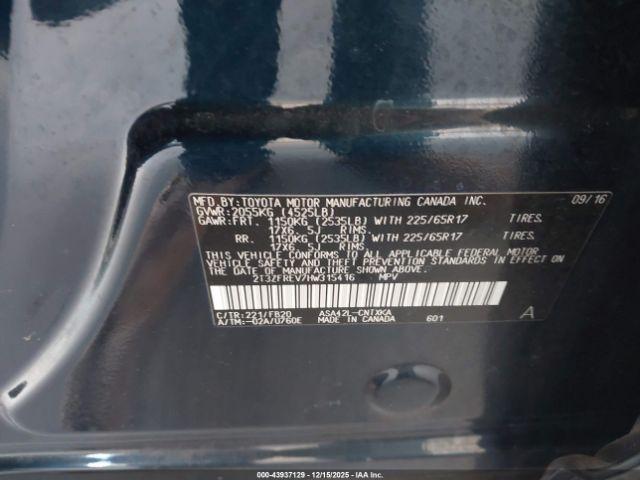 MFD.BY:TOYOTA MOTOR MANUFACTURING CANADA INC. 09/16
GVWR:2055KG (4525LB)
GAWR:FRT. 1150KG (2535LB) WITH 225/65R17 TIRES,
17X6. 5J RIMS.
RR. 1150KG (2535LB) WITH 225/65R17 TIRES,
17X6. 5J RIMS.
THIS VEHICLE CONFORMS TO ALL APPLICABLE FEDERAL MOTOR
VEHICLE SAFETY AND THEFT PREVENTION STANDARDS IN EFFECT ON
THE DATE OF MANUFACTURE SHOWN ABOVE.
2T3ZFREV7HW315416 MPV
C/TR:221/FB20 ASA42L-CNTXKA
A/TM:-02A/U760E MADE IN CANADA 601 A
000-43937129 - 12/15/2025 - IAAI.COM